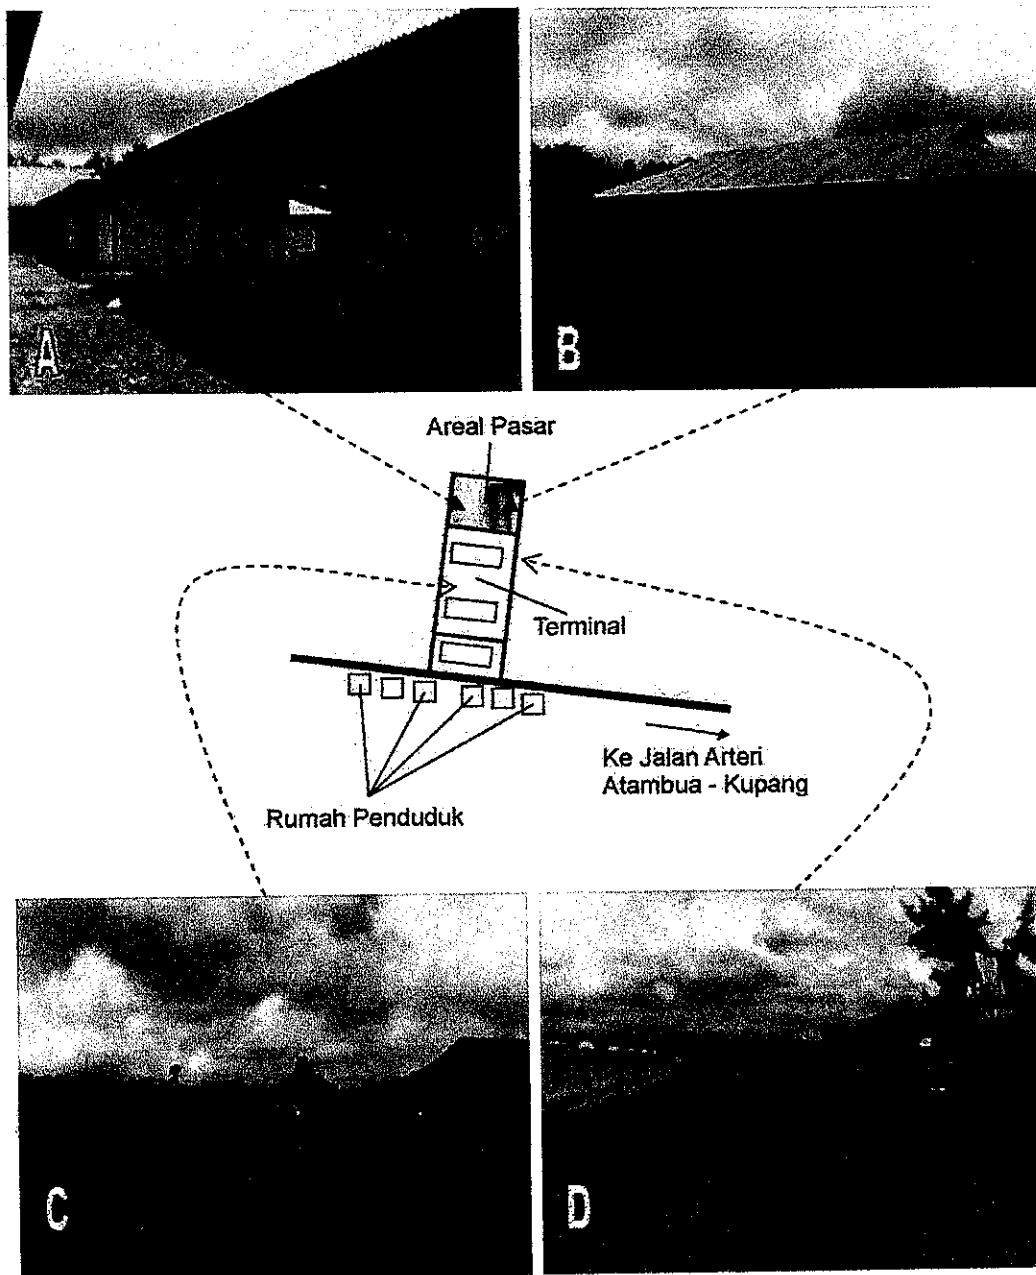 A
B
Areal Pasar
Terminal
Ke Jalan Arteri
Atambua - Kupang
Rumah Penduduk
C
D